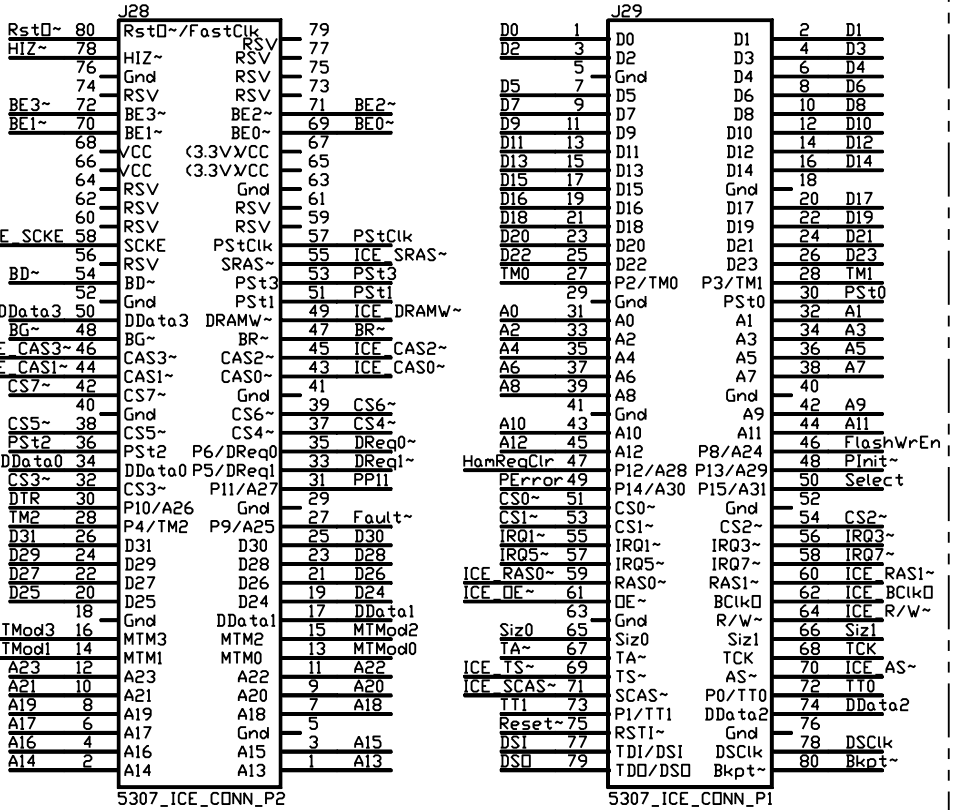 J28
RstO~ 80 RstO~/FastClk RSV 79
HIZ~ 78 HIZ~ RSV 77
76 Gnd RSV 75
74 RSV RSV 73
BE3~ 72 BE3~ BE2~ 71 BE2~
BE1~ 70 BE1~ BE0~ 69 BE0~
68 VCC (3.3V)VCC 67
66 VCC (3.3V)VCC 65
64 RSV Gnd 63
62 RSV RSV 61
60 RSV RSV 59
E_SCKE 58 SCKE PStClk 57 PStClk
56 RSV SRAS~ 55 ICE_SRAS~
BD~ 54 BD~ PSt3 53 PSt3
52 Gnd PSt1 51 PSt1
DData3 50 DData3 DRAMW~ 49 ICE_DRAMW~
BG~ 48 BG~ BR~ 47 BR~
E_CAS3~ 46 CAS3~ CAS2~ 45 ICE_CAS2~
E_CAS1~ 44 CAS1~ CAS0~ 43 ICE_CAS0~
CS7~ 42 CS7~ Gnd 41
40 Gnd CS6~ 39 CS6~
CS5~ 38 CS5~ CS4~ 37 CS4~
PSt2 36 PSt2 P6/DReq0 35 DReq0~
DData0 34 DData0 P5/DReq1 33 DReq1~
CS3~ 32 CS3~ P11/A27 31 PP11
DTR 30 P10/A26 Gnd 29
TM2 28 P4/TM2 P9/A25 27 Fault~
D31 26 D31 D30 25 D30
D29 24 D29 D28 23 D28
D27 22 D27 D26 21 D26
D25 20 D25 D24 19 D24
18 Gnd DData1 17 DData1
TMod3 16 MTM3 MTM2 15 MTMod2
TMod1 14 MTM1 MTM0 13 MTMod0
A23 12 A23 A22 11 A22
A21 10 A21 A20 9 A20
A19 8 A19 A18 7 A18
A17 6 A17 Gnd 5
A16 4 A16 A15 3 A15
A14 2 A14 A13 1 A13
5307_ICE_CONN_P2
J29
D0 1 D0 D1 2 D1
D2 3 D2 D3 4 D3
5 Gnd D4 6 D4
D5 7 D5 D6 8 D6
D7 9 D7 D8 10 D8
D9 11 D9 D10 12 D10
D11 13 D11 D12 14 D12
D13 15 D13 D14 16 D14
D15 17 D15 Gnd 18
D16 19 D16 D17 20 D17
D18 21 D18 D19 22 D19
D20 23 D20 D21 24 D21
D22 25 D22 D23 26 D23
TM0 27 P2/TM0 P3/TM1 28 TM1
29 Gnd PSt0 30 PSt0
A0 31 A0 A1 32 A1
A2 33 A2 A3 34 A3
A4 35 A4 A5 36 A5
A6 37 A6 A7 38 A7
A8 39 A8 Gnd 40
41 Gnd A9 42 A9
A10 43 A10 A11 44 A11
A12 45 A12 P8/A24 46 FlashWrEn
HamReqClr 47 P12/A28 P13/A29 48 PInit~
PError 49 P14/A30 P15/A31 50 Select
CS0~ 51 CS0~ Gnd 52
CS1~ 53 CS1~ CS2~ 54 CS2~
IRQ1~ 55 IRQ1~ IRQ3~ 56 IRQ3~
IRQ5~ 57 IRQ5~ IRQ7~ 58 IRQ7~
ICE_RAS0~ 59 RAS0~ RAS1~ 60 ICE_RAS1~
ICE_OE~ 61 OE~ BClkO 62 ICE_BClkO
63 Gnd R/W~ 64 ICE_R/W~
Siz0 65 Siz0 Siz1 66 Siz1
TA~ 67 TA~ TCK 68 TCK
ICE_TS~ 69 TS~ AS~ 70 ICE_AS~
ICE_SCAS~ 71 SCAS~ P0/TT0 72 TT0
TT1 73 P1/TT1 DData2 74 DData2
Reset~ 75 RSTI~ Gnd 76
DSI 77 TDI/DSI DSClk 78 DSClk
DSO 79 TDO/DSO Bkpt~ 80 Bkpt~
5307_ICE_CONN_P1